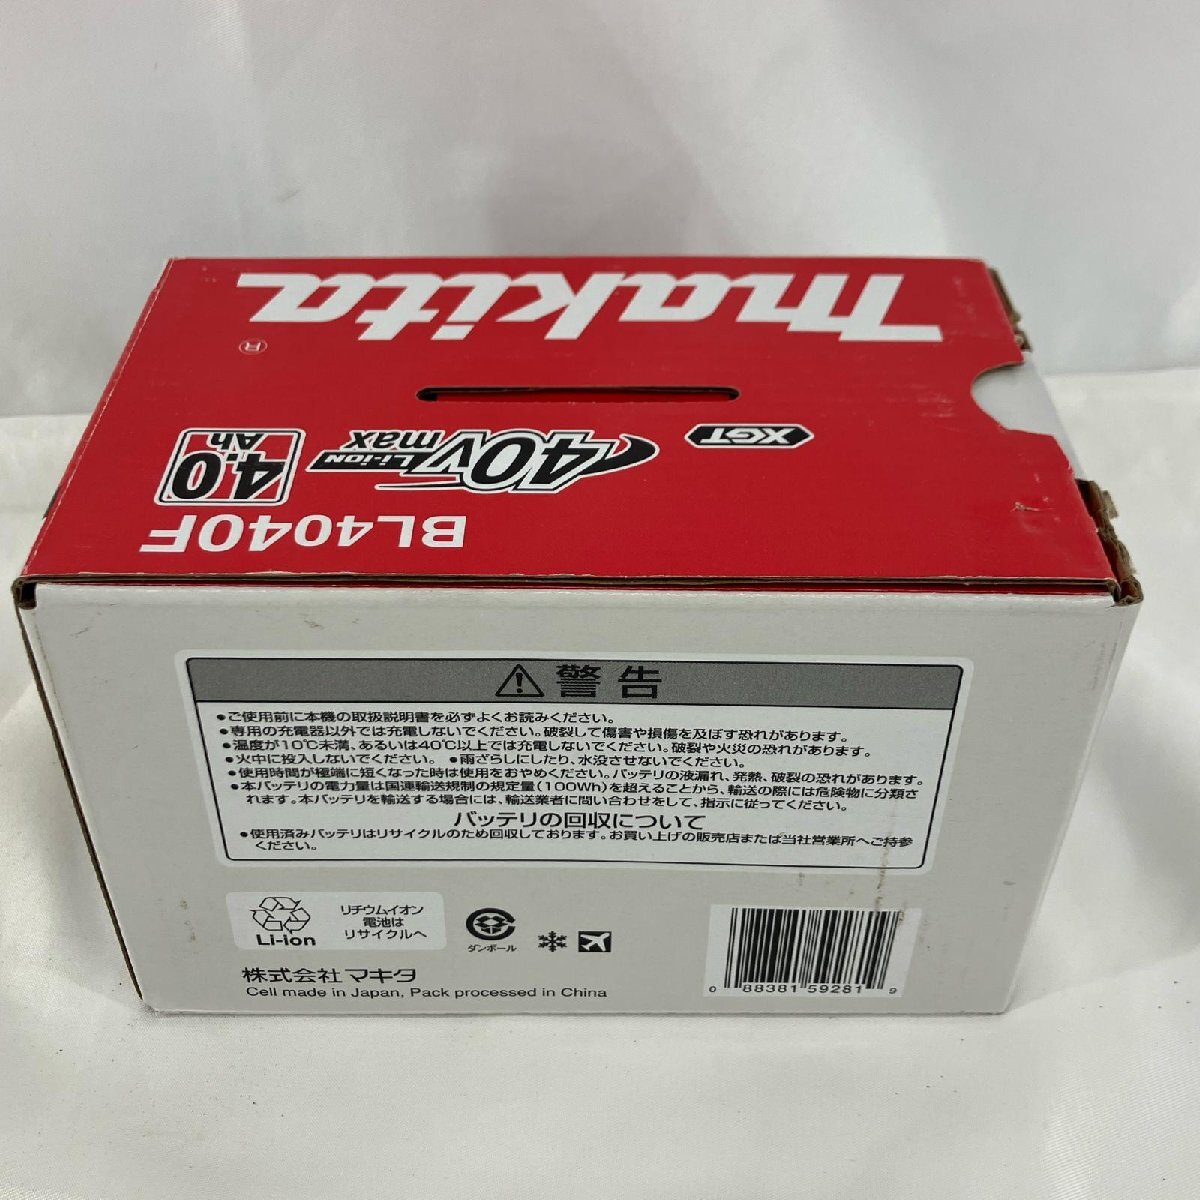 makita
®
XGT
40Vmax
Li-ION
4.0
Ah
BL4040F
警告
●ご使用前に本機の取扱説明書を必ずよくお読みください。
●専用の充電器以外では充電しないでください。破裂して傷害や損傷を及ぼす恐れがあります。
●温度が10℃未満、あるいは40℃以上では充電しないでください。破裂や火災の恐れがあります。
●火中に投入しないでください。 ●雨ざらしにしたり、水没させないでください。
●使用時間が極端に短くなった時は使用をおやめください。バッテリの液漏れ、発熱、破裂の恐れがあります。
●本バッテリの電力量は国連輸送規制の規定量(100Wh)を超えることから、輸送の際には危険物に分類さ
れます。本バッテリを輸送する場合には、輸送業者に問い合わせをして、指示に従ってください。
バッテリの回収について
●使用済みバッテリはリサイクルのため回収しております。お買い上げの販売店または当社営業所へご持参
ください。
Li-ion
リチウムイオン
電池は
リサイクルへ
ダンボール
株式会社マキタ
Cell made in Japan, Pack processed in China
0 88381 59281 9